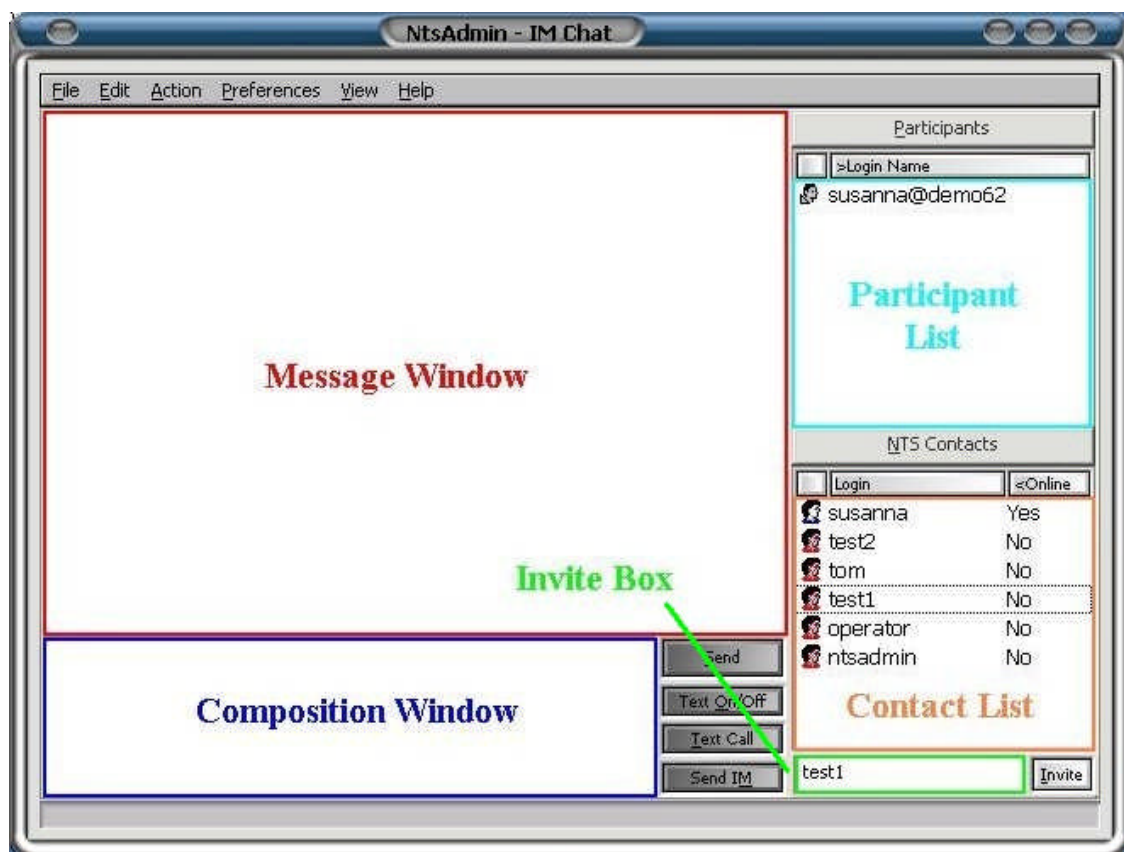 NtsAdmin - IM Chat
File Edit Action Preferences View Help
Participants
>Login Name
susanna@demo62
Participant
List
Message Window
NTS Contacts
Login <Online
susanna Yes
test2 No
tom No
test1 No
operator No
ntsadmin No
Contact List
Invite Box
Composition Window
Send
Text On/Off
Text Call
Send IM
test1
Invite